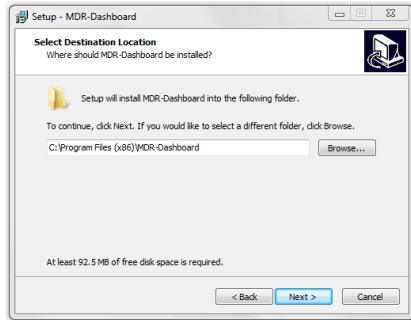 Setup - MDR-Dashboard
Select Destination Location
Where should MDR-Dashboard be installed?
Setup will install MDR-Dashboard into the following folder.
To continue, click Next. If you would like to select a different folder, click Browse.
C:\Program Files (x86)\MDR-Dashboard
Browse...
At least 92.5 MB of free disk space is required.
< Back
Next >
Cancel